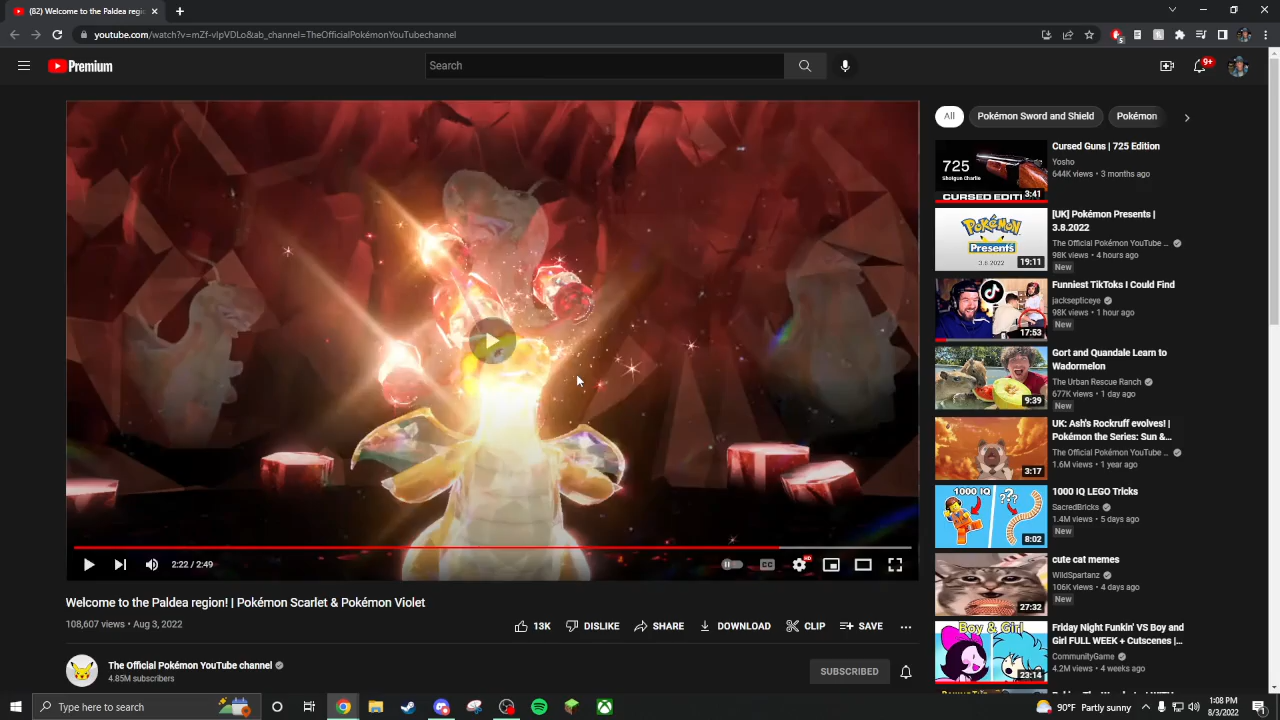 (82) Welcome to the Paldea regi
youtube.com/watch?v=mZf-vIpVDLo&ab_channel=TheOfficialPokémonYouTubechannel
Premium
Search
9+
All
Pokémon Sword and Shield
Pokémon
725
Shotgun Charlie
CURSED EDITI
3:41
Cursed Guns | 725 Edition
Yosho
644K views • 3 months ago
POKÉMON
Presents
3.8.2022
19:11
[UK] Pokémon Presents |
3.8.2022
The Official Pokémon YouTube ...
98K views • 4 hours ago
New
17:53
Funniest TikToks I Could Find
jacksepticeye
98K views • 1 hour ago
New
9:39
Gort and Quandale Learn to
Wadormelon
The Urban Rescue Ranch
677K views • 1 day ago
New
3:17
UK: Ash's Rockruff evolves! |
Pokémon the Series: Sun &...
The Official Pokémon YouTube ...
1.6M views • 1 year ago
1000 IQ
???
8:02
1000 IQ LEGO Tricks
SacredBricks
1.4M views • 5 days ago
New
27:32
cute cat memes
WildSpartanz
106K views • 4 days ago
New
Boy & Girl
23:14
Friday Night Funkin' VS Boy and
Girl FULL WEEK + Cutscenes |...
CommunityGame
4.2M views • 4 weeks ago
2:22 / 2:49
CC
HD
Welcome to the Paldea region! | Pokémon Scarlet & Pokémon Violet
108,607 views • Aug 3, 2022
13K
DISLIKE
SHARE
DOWNLOAD
CLIP
SAVE
The Official Pokémon YouTube channel
4.85M subscribers
SUBSCRIBED
Type here to search
90°F Partly sunny
1:08 PM
8/3/2022